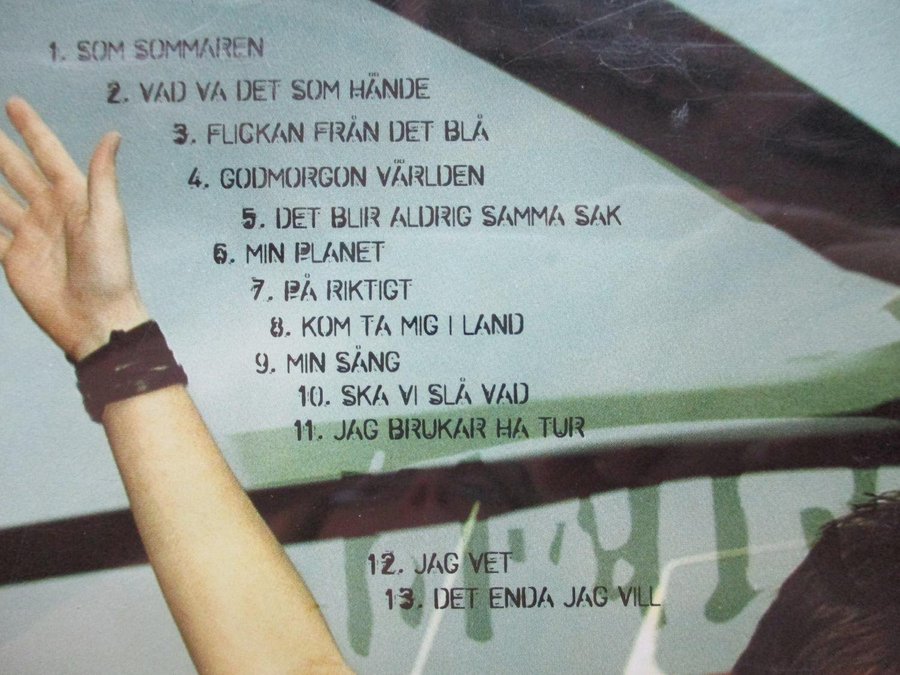 1. SOM SOMMAREN
2. VAD VA DET SOM HÄNDE
3. FLICKAN FRÅN DET BLÅ
4. GODMORGON VÄRLDEN
5. DET BLIR ALDRIG SAMMA SAK
6. MIN PLANET
7. PÅ RIKTIGT
8. KOM TA MIG I LAND
9. MIN SÅNG
10. SKA VI SLÅ VAD
11. JAG BRUKAR HA TUR
12. JAG VET
13. DET ENDA JAG VILL